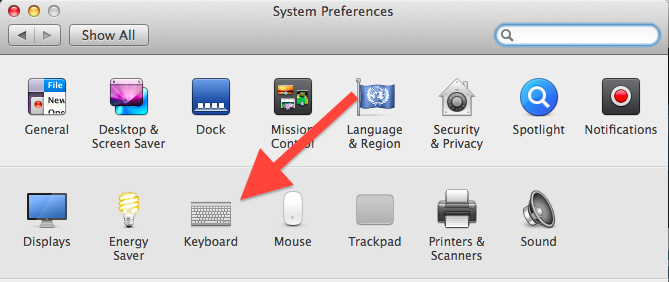 System Preferences
Show All
File
New
General
Desktop &
Screen Saver
Dock
Mission
Control
Language
& Region
Security
& Privacy
Spotlight
Notifications
Displays
Energy
Saver
Keyboard
Mouse
Trackpad
Printers &
Scanners
Sound